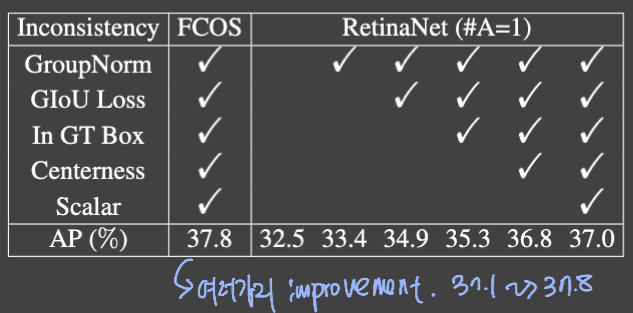 Inconsistency FCOS RetinaNet (#A=1)
GroupNorm ✓ ✓ ✓ ✓ ✓ ✓
GIoU Loss ✓ ✓ ✓ ✓ ✓
In GT Box ✓ ✓ ✓ ✓
Centerness ✓ ✓ ✓
Scalar ✓ ✓
AP (%) 37.8 32.5 33.4 34.9 35.3 36.8 37.0
↳ 여러가지 improvement. 37.1 ⇝ 37.8